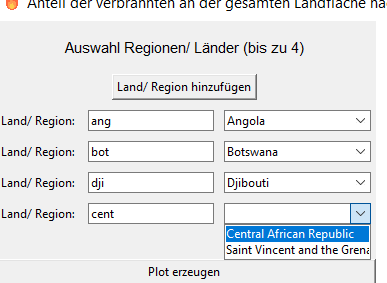 Anteil der verbrannten an der gesamten Landfläche na
Auswahl Regionen/ Länder (bis zu 4)
Land/ Region hinzufügen
Land/ Region: ang Angola
Land/ Region: bot Botswana
Land/ Region: dji Djibouti
Land/ Region: cent
Central African Republic
Saint Vincent and the Grena
Plot erzeugen